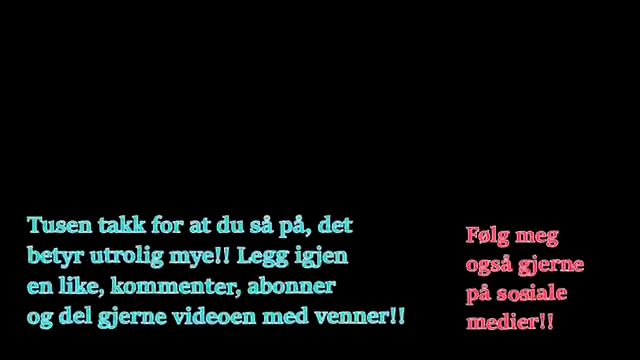 Tusen takk for at du så på, det
betyr utrolig mye!! Legg igjen
en like, kommenter, abonner
og del gjerne videoen med venner!!
Følg meg
også gjerne
på sosiale
medier!!